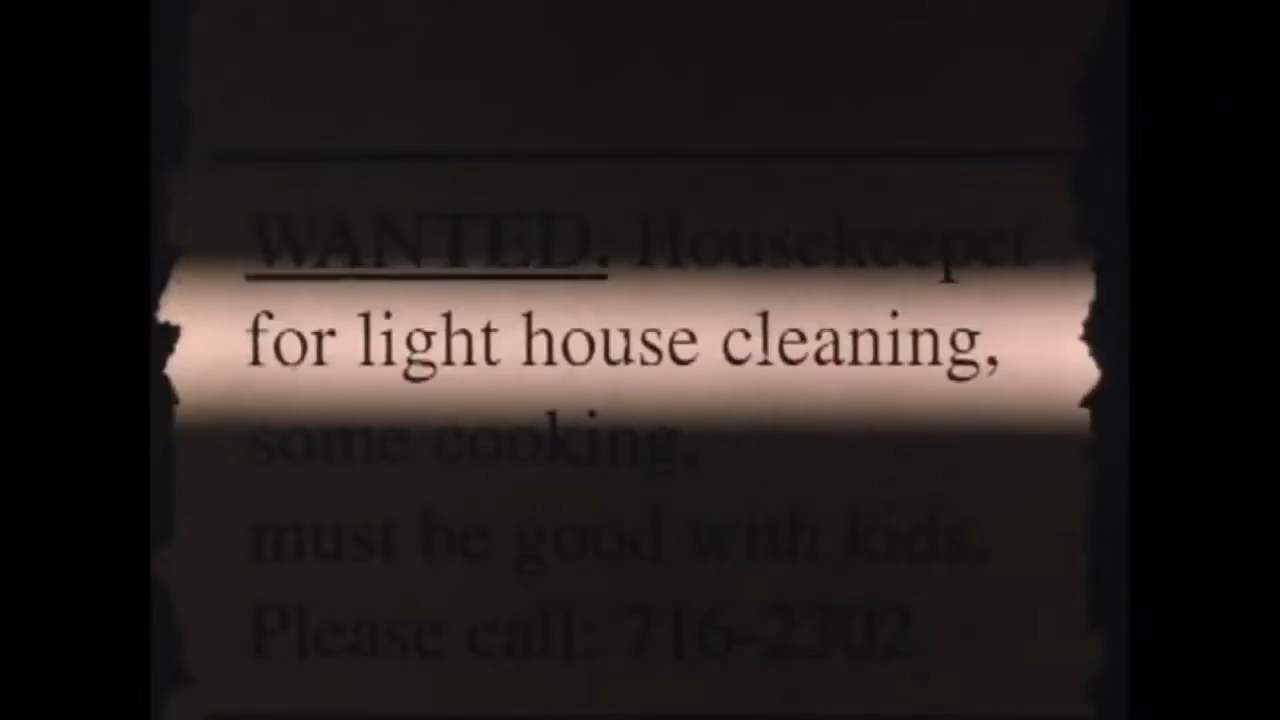 WANTED: Housekeeper
for light house cleaning,
some cooking,
must be good with kids.
Please call: 716-2302